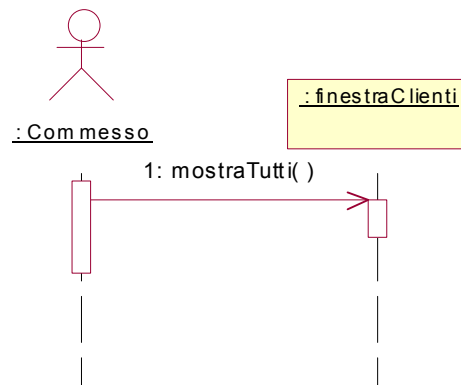 : Commesso
: finestraClienti
1: mostraTutti( )